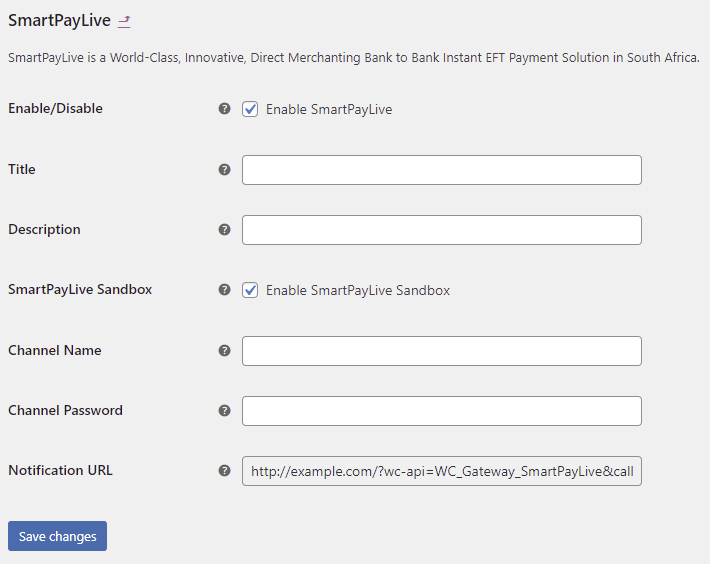 SmartPayLive
SmartPayLive is a World-Class, Innovative, Direct Merchanting Bank to Bank Instant EFT Payment Solution in South Africa.
Enable/Disable ? Enable SmartPayLive
Title ?
Description ?
SmartPayLive Sandbox ? Enable SmartPayLive Sandbox
Channel Name ?
Channel Password ?
Notification URL ? http://example.com/?wc-api=WC_Gateway_SmartPayLive&call
Save changes